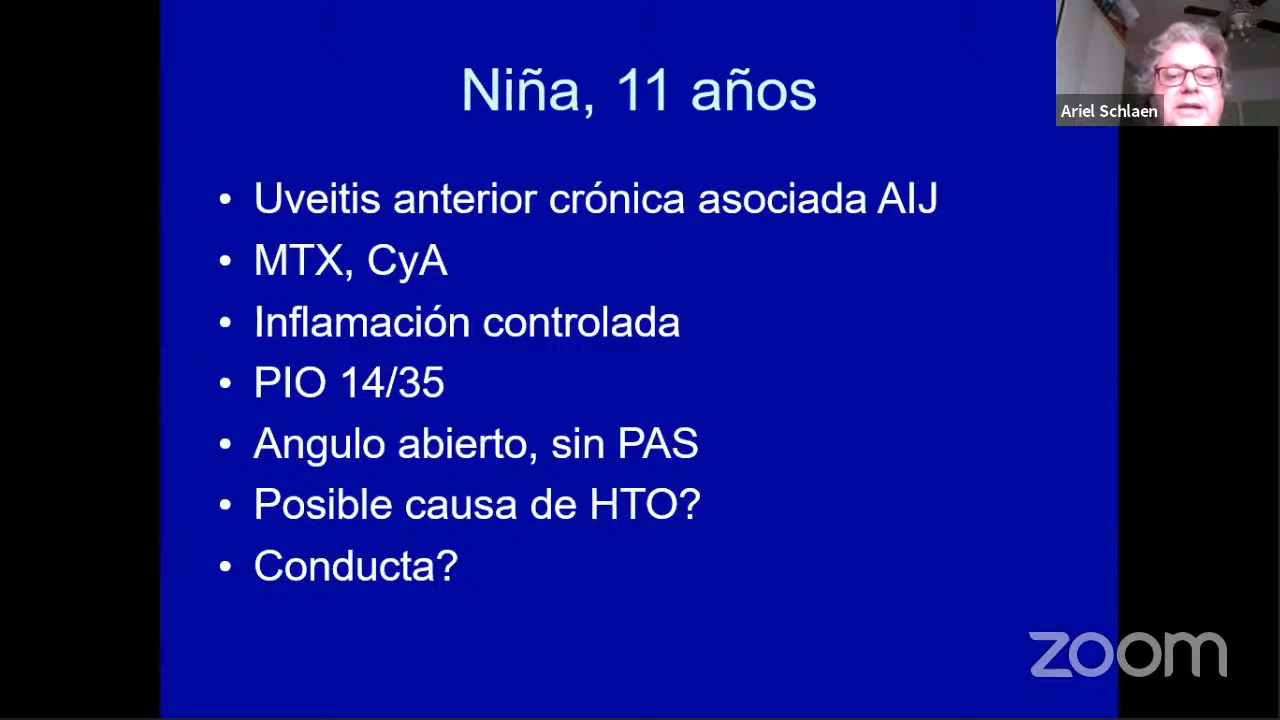 Niña, 11 años
Ariel Schlaen
• Uveitis anterior crónica asociada AIJ
• MTX, CyA
• Inflamación controlada
• PIO 14/35
• Angulo abierto, sin PAS
• Posible causa de HTO?
• Conducta?
zoom